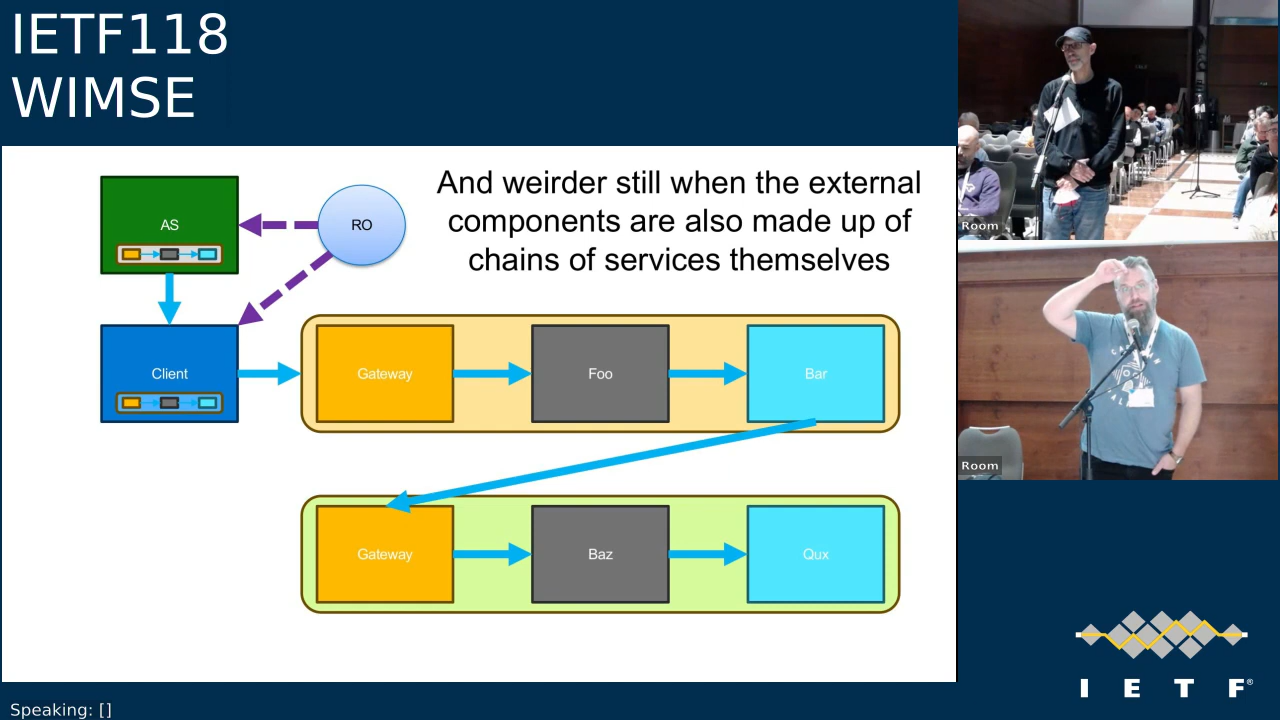 IETF118
WIMSE
And weirder still when the external
components are also made up of
chains of services themselves
AS
RO
Client
Gateway
Foo
Bar
Gateway
Baz
Qux
Room
Room
I E T F®
Speaking: []